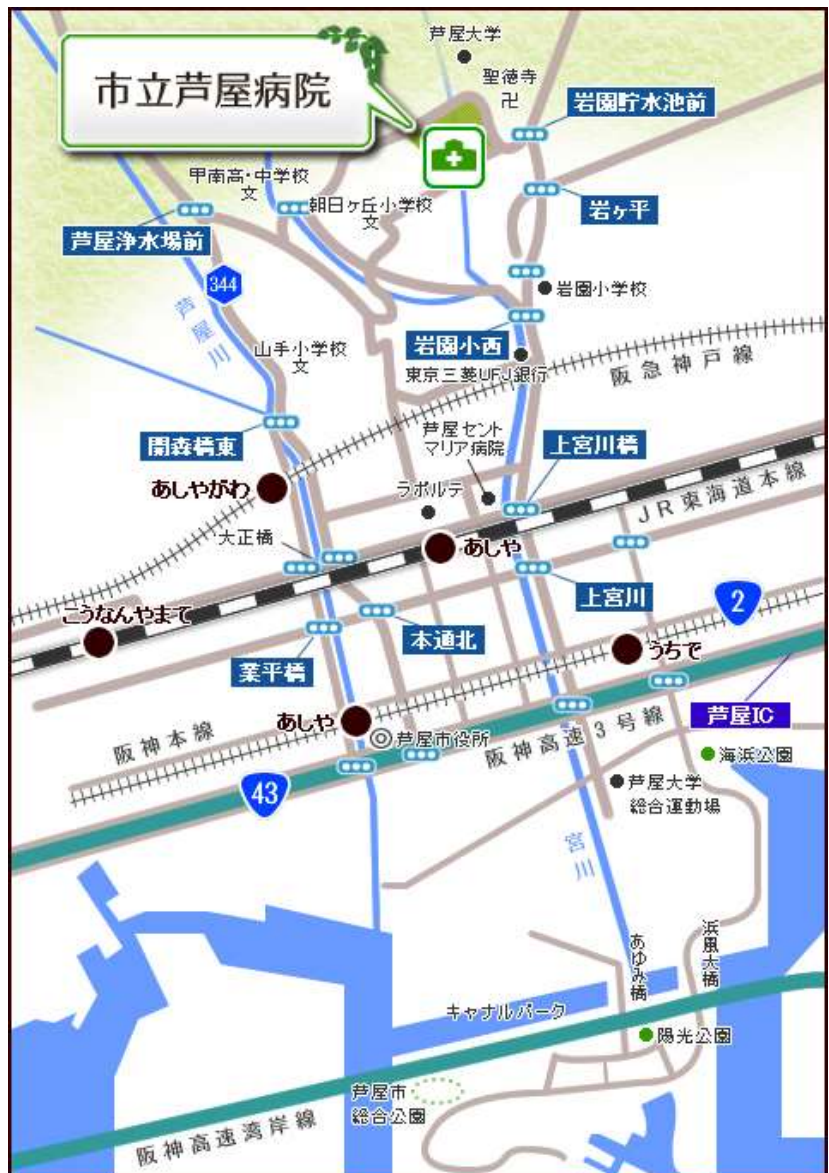 芦屋大学
市立芦屋病院
聖徳寺
卍
岩園貯水池前
甲南高・中学校
文
朝日ヶ丘小学校
文
岩ヶ平
芦屋浄水場前
344
岩園小学校
芦屋川
山手小学校
文
岩園小西
東京三菱UFJ銀行
阪急神戸線
開森橋東
芦屋セント
マリア病院
上宮川橋
あしやがわ
ラポルテ
JR東海道本線
大正橋
あしや
上宮川
2
こうなんやまて
本通北
業平橋
うちで
あしや
芦屋IC
阪神本線
芦屋市役所
阪神高速3号線
海浜公園
43
芦屋大学
総合運動場
宮川
浜風大橋
あゆみ橋
キャナルパーク
陽光公園
芦屋市
総合公園
阪神高速湾岸線